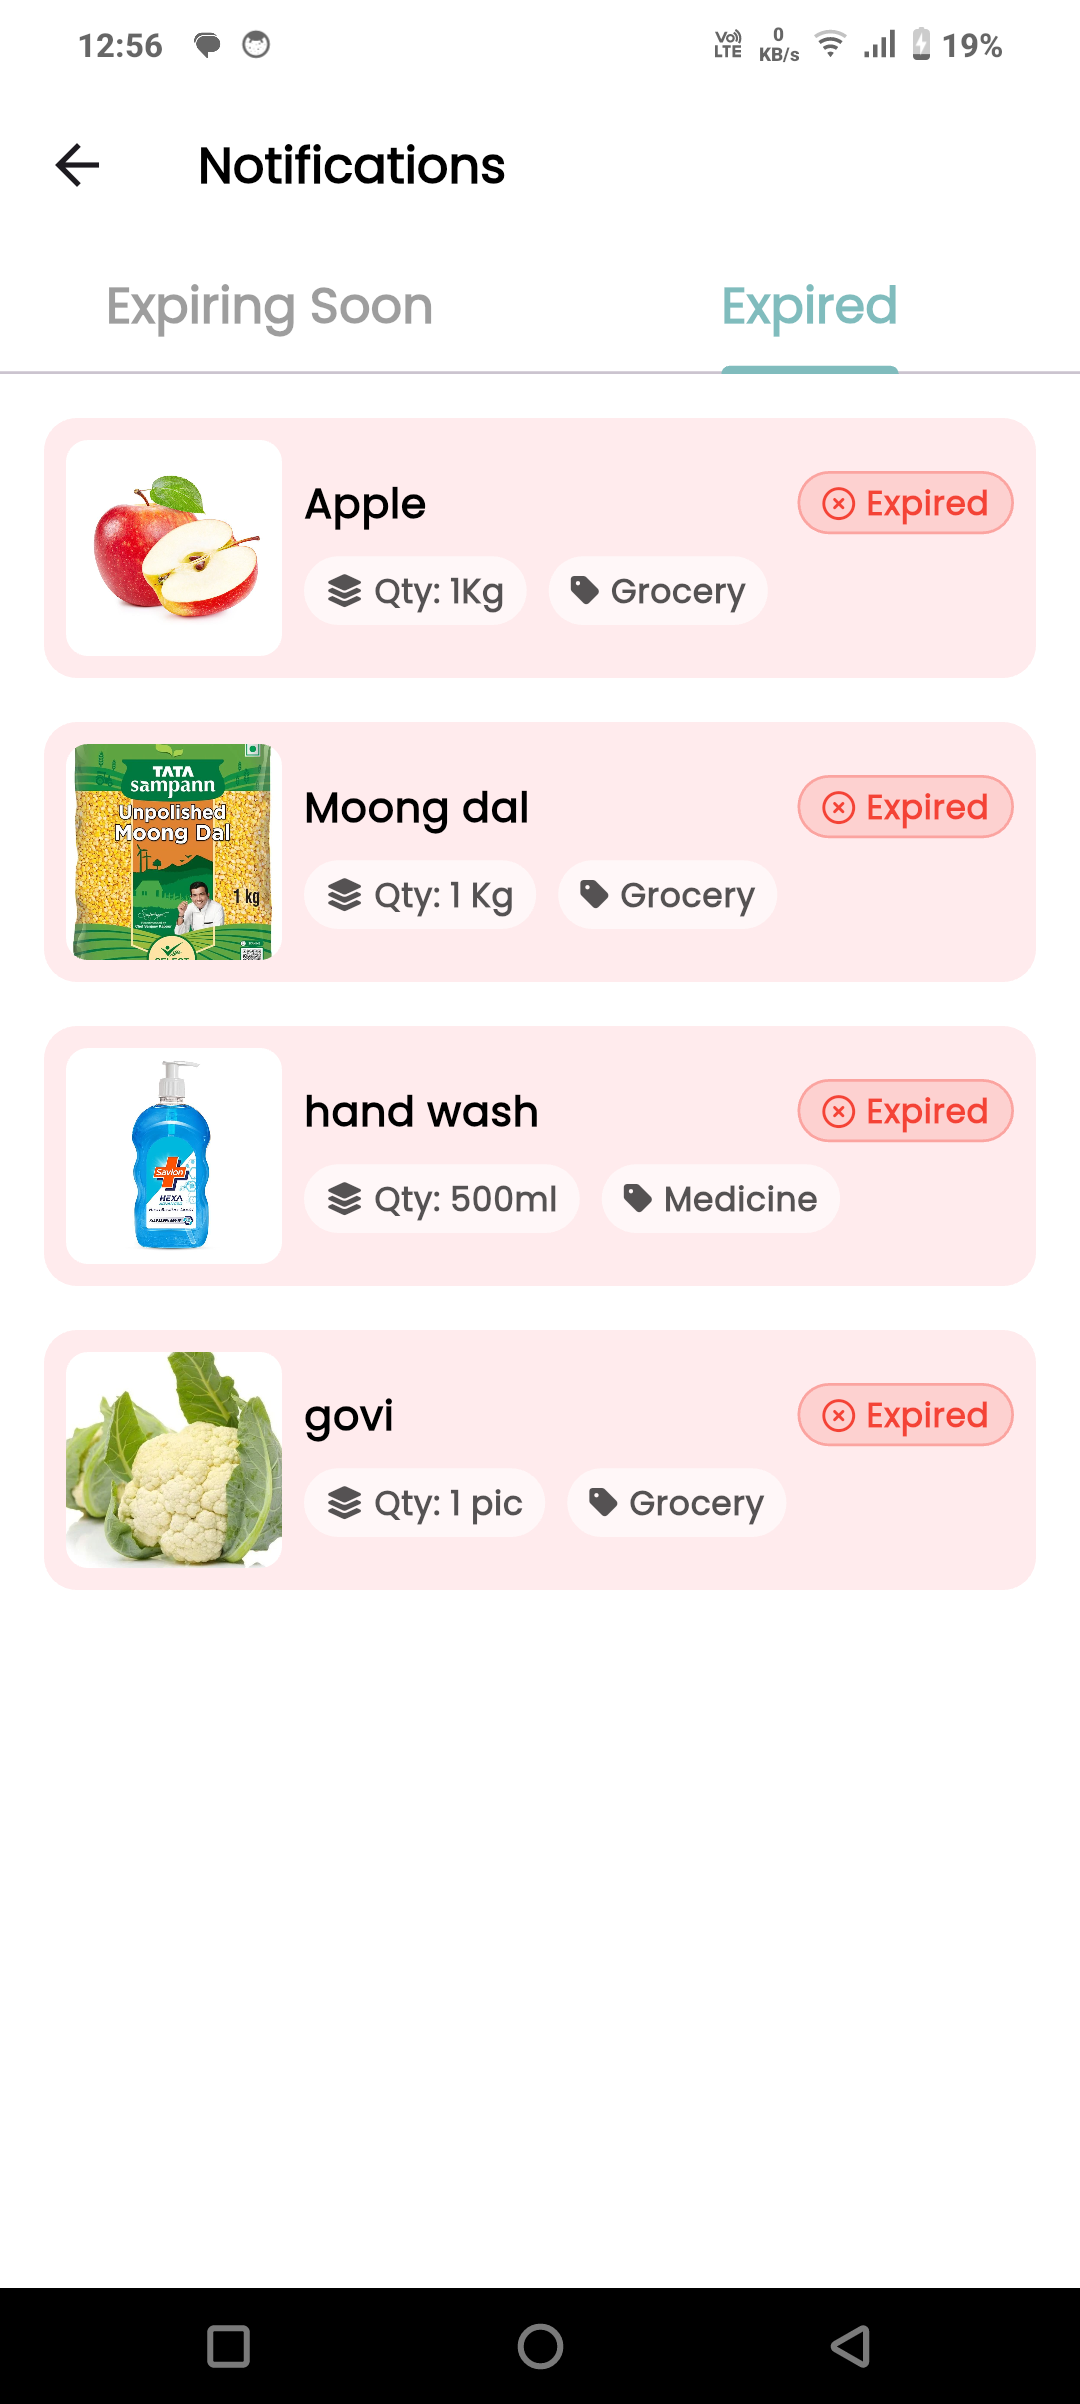 12:56
Vo)) LTE 0 KB/s 19%
Notifications
Expiring Soon
Expired
Apple
Expired
Qty: 1Kg
Grocery
TATA
sampann
Unpolished
Moong Dal
1 kg
Moong dal
Expired
Qty: 1 Kg
Grocery
Savlon
HEXA
hand wash
Expired
Qty: 500ml
Medicine
govi
Expired
Qty: 1 pic
Grocery